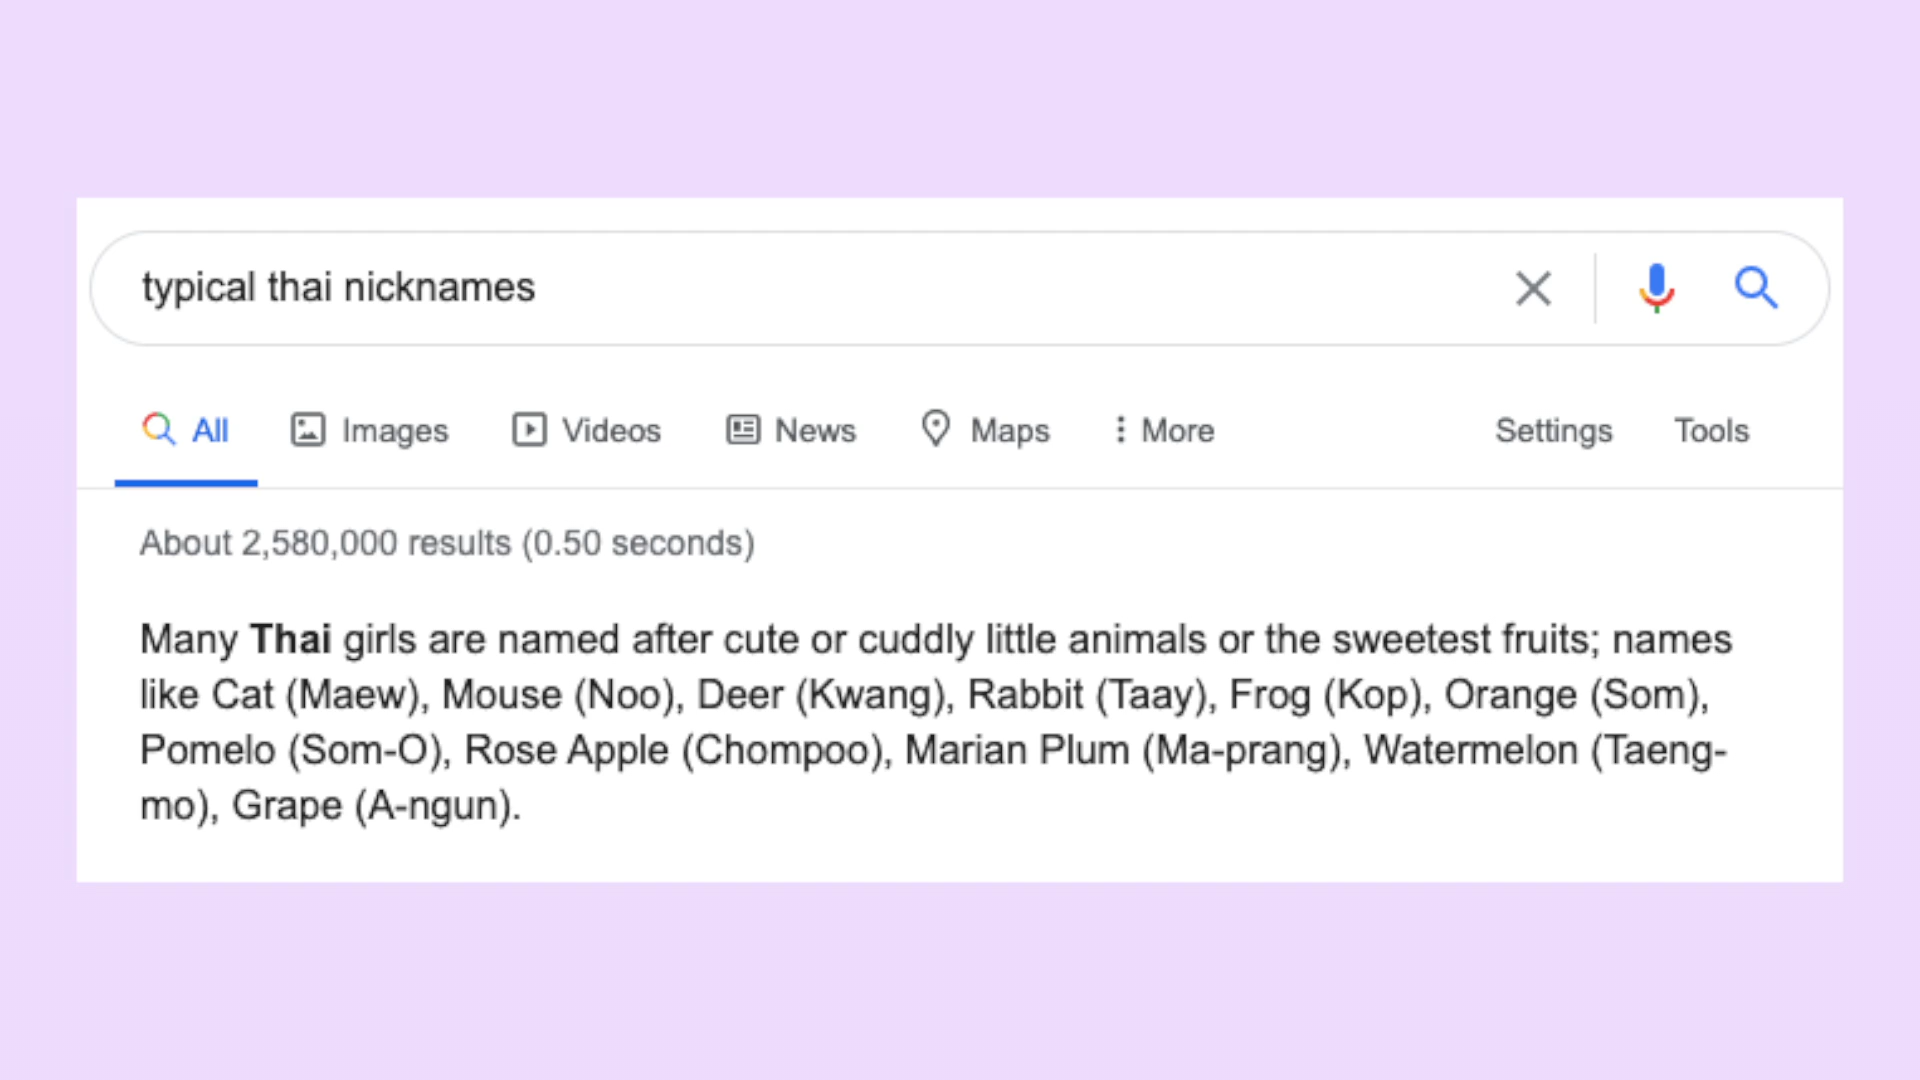 typical thai nicknames
All Images Videos News Maps More Settings Tools
About 2,580,000 results (0.50 seconds)
Many Thai girls are named after cute or cuddly little animals or the sweetest fruits; names
like Cat (Maew), Mouse (Noo), Deer (Kwang), Rabbit (Taay), Frog (Kop), Orange (Som),
Pomelo (Som-O), Rose Apple (Chompoo), Marian Plum (Ma-prang), Watermelon (Taeng-
mo), Grape (A-ngun).